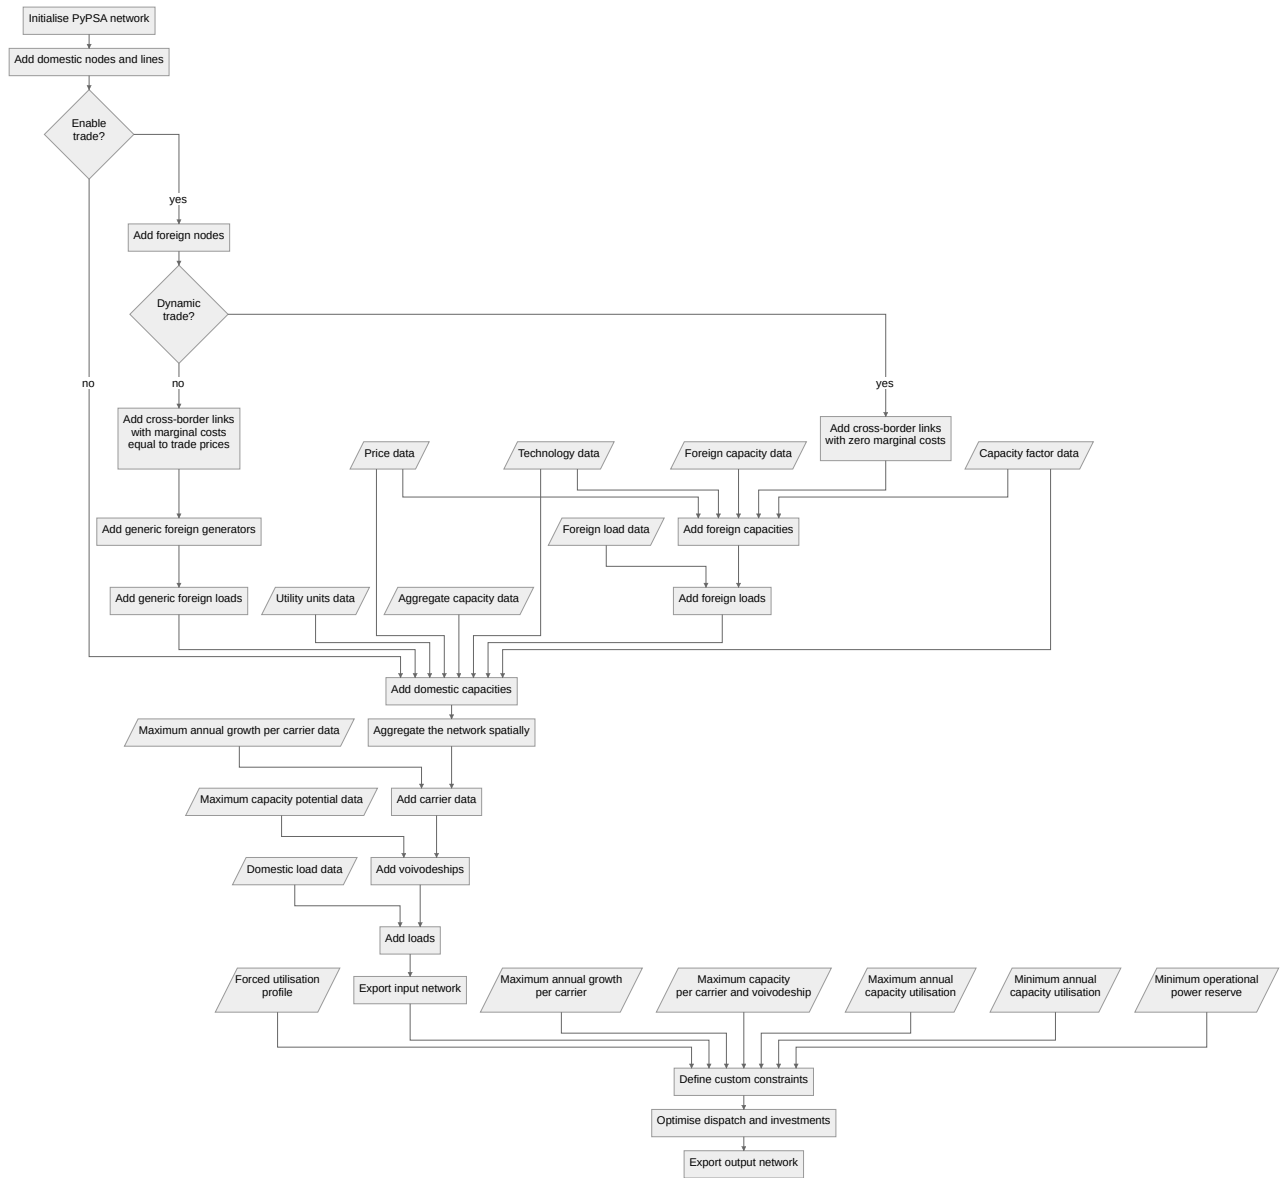 Initialise PyPSA network
Add domestic nodes and lines
Enable
trade?
yes
Add foreign nodes
Dynamic
trade?
no
no
yes
Add cross-border links
with marginal costs
equal to trade prices
Add cross-border links
with zero marginal costs
Price data
Technology data
Foreign capacity data
Capacity factor data
Add generic foreign generators
Foreign load data
Add foreign capacities
Add generic foreign loads
Utility units data
Aggregate capacity data
Add foreign loads
Add domestic capacities
Maximum annual growth per carrier data
Aggregate the network spatially
Maximum capacity potential data
Add carrier data
Domestic load data
Add voivodeships
Add loads
Forced utilisation
profile
Export input network
Maximum annual growth
per carrier
Maximum capacity
per carrier and voivodeship
Maximum annual
capacity utilisation
Minimum annual
capacity utilisation
Minimum operational
power reserve
Define custom constraints
Optimise dispatch and investments
Export output network